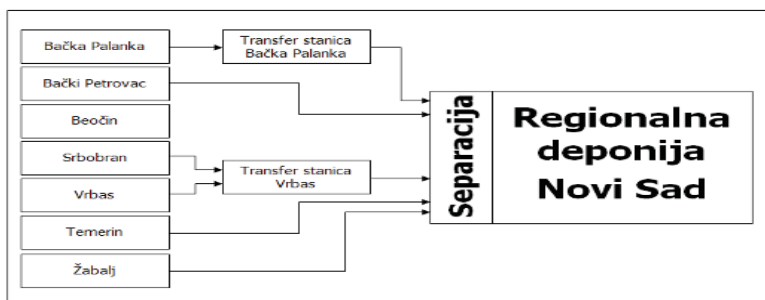 Bačka Palanka
Transfer stanica
Bačka Palanka
Bački Petrovac
Beočin
Srbobran
Vrbas
Transfer stanica
Vrbas
Temerin
Žabalj
Separacija
Regionalna
deponija
Novi Sad